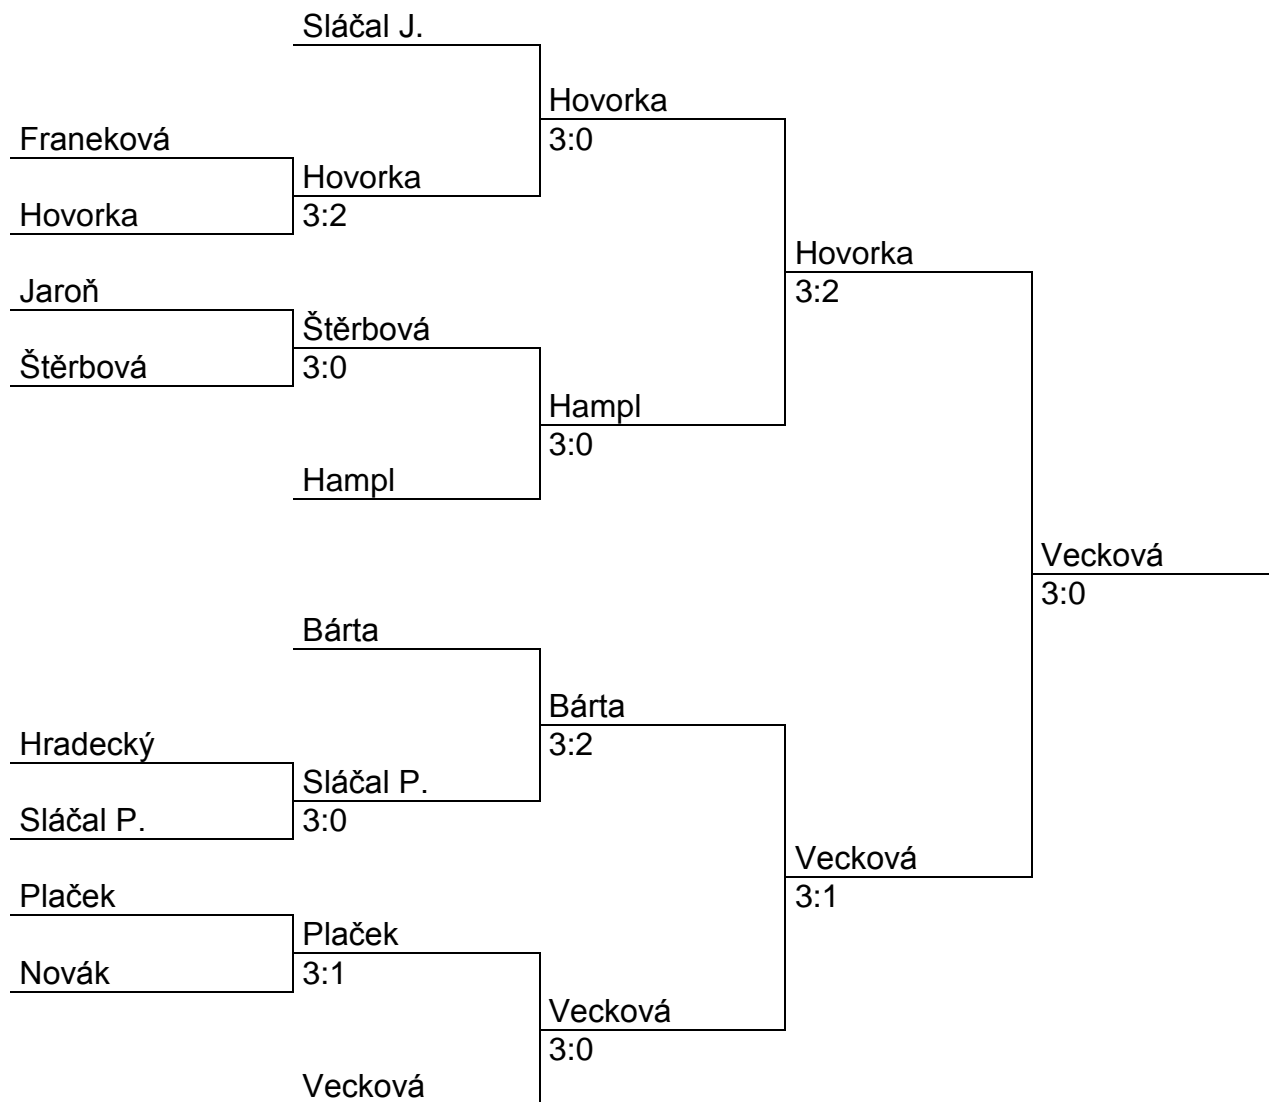 Sláčal J.
Hovorka
3:0
Franeková
Hovorka
3:2
Hovorka
Hovorka
3:2
Jaroň
Štěrbová
3:0
Štěrbová
Hampl
3:0
Hampl
Vecková
3:0
Bárta
Bárta
3:2
Hradecký
Sláčal P.
3:0
Sláčal P.
Vecková
3:1
Plaček
Plaček
3:1
Novák
Vecková
3:0
Vecková